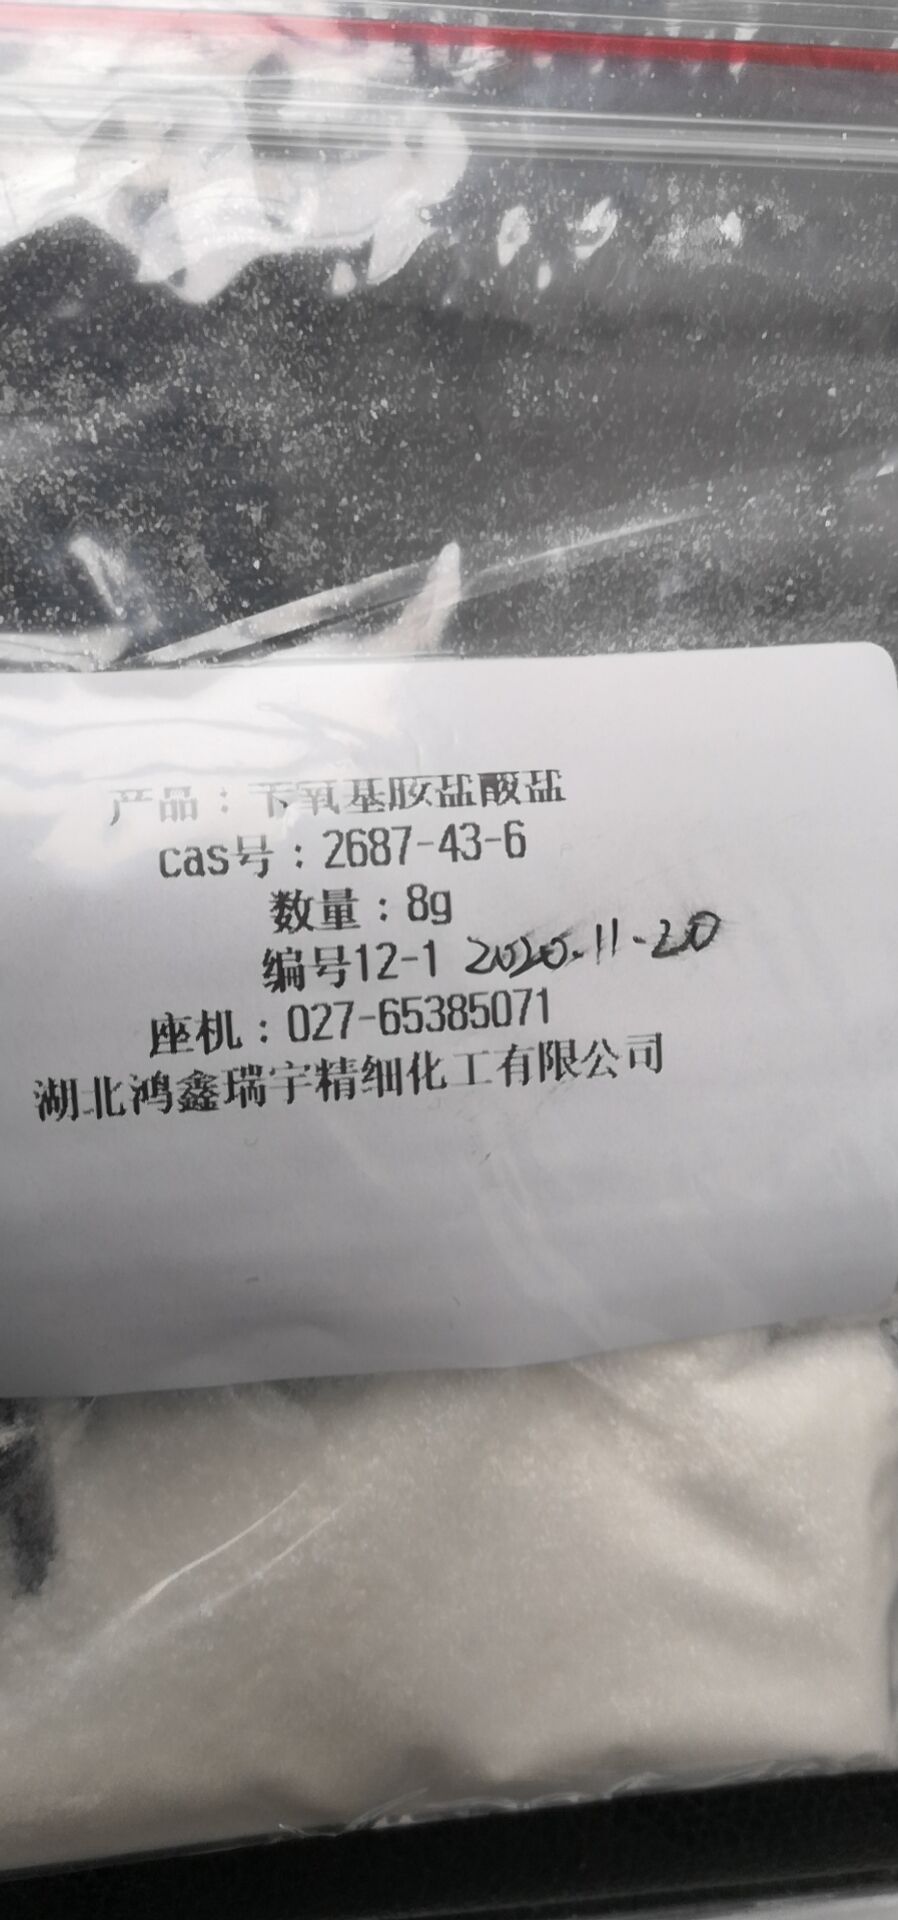 产品：苄氧基胺盐酸盐
cas号：2687-43-6
数量：8g
编号12-1 2020.11.20
座机：027-65385071
湖北鸿鑫瑞宇精细化工有限公司